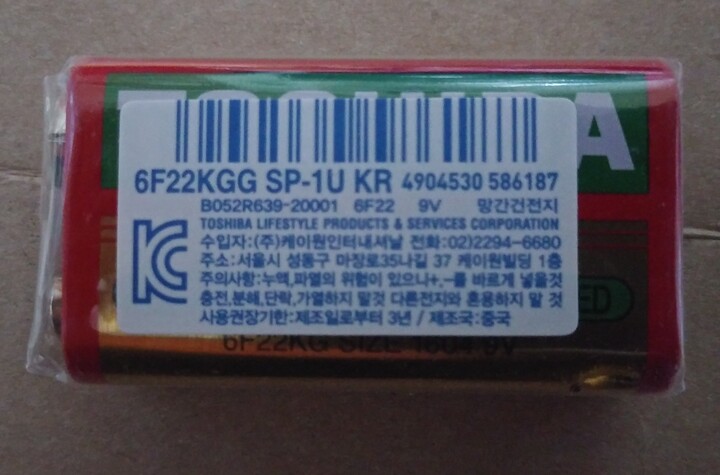 TOSHIBA
6F22KGG SP-1U KR 4904530 586187
B052R639-20001 6F22 9V 망간건전지
TOSHIBA LIFESTYLE PRODUCTS & SERVICES CORPORATION
수입자:(주)케이원인터내셔날 전화:02)2294-6680
주소:서울시 성동구 마장로35나길 37 케이원빌딩 1층
주의사항:누액,파열의 위험이 있으니+,-를 바르게 넣을것
충전,분해,단락,가열하지 말것 다른전지와 혼용하지 말 것
사용권장기한:제조일로부터 3년 / 제조국:중국
6F22KG SIZE 1604 9V